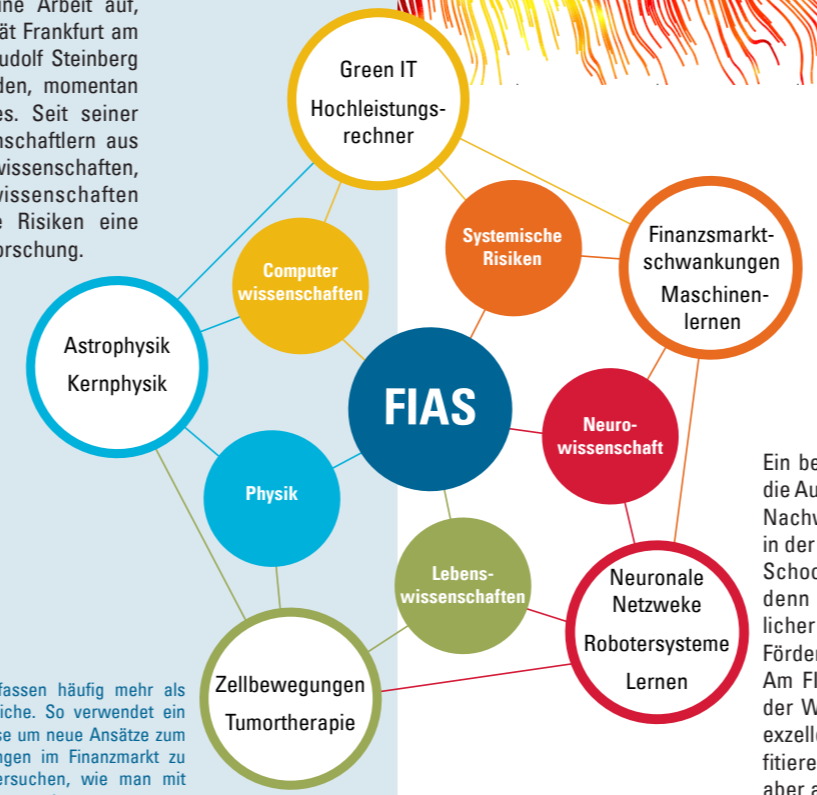 ine Arbeit auf,
ät Frankfurt am
udolf Steinberg
den, momentan
es. Seit seiner
nschaftlern aus
wissenschaften,
wissenschaften
e Risiken eine
orschung.
Green IT
Hochleistungs-
rechner
Computer
wissenschaften
Systemische
Risiken
Finanzsmarkt-
schwankungen
Maschinen-
lernen
Astrophysik
Kernphysik
FIAS
Neuro-
wissenschaft
Physik
Lebens-
wissenschaften
Neuronale
Netzweke
Robotersysteme
Lernen
Zellbewegungen
Tumortherapie
fassen häufig mehr als
iche. So verwendet ein
se um neue Ansätze zum
ngen im Finanzmarkt zu
ersuchen, wie man mit
Ein be
die Au
Nachw
in der
Schoo
denn
licher
Förder
Am FI
der W
exzelle
fitiere
aber a